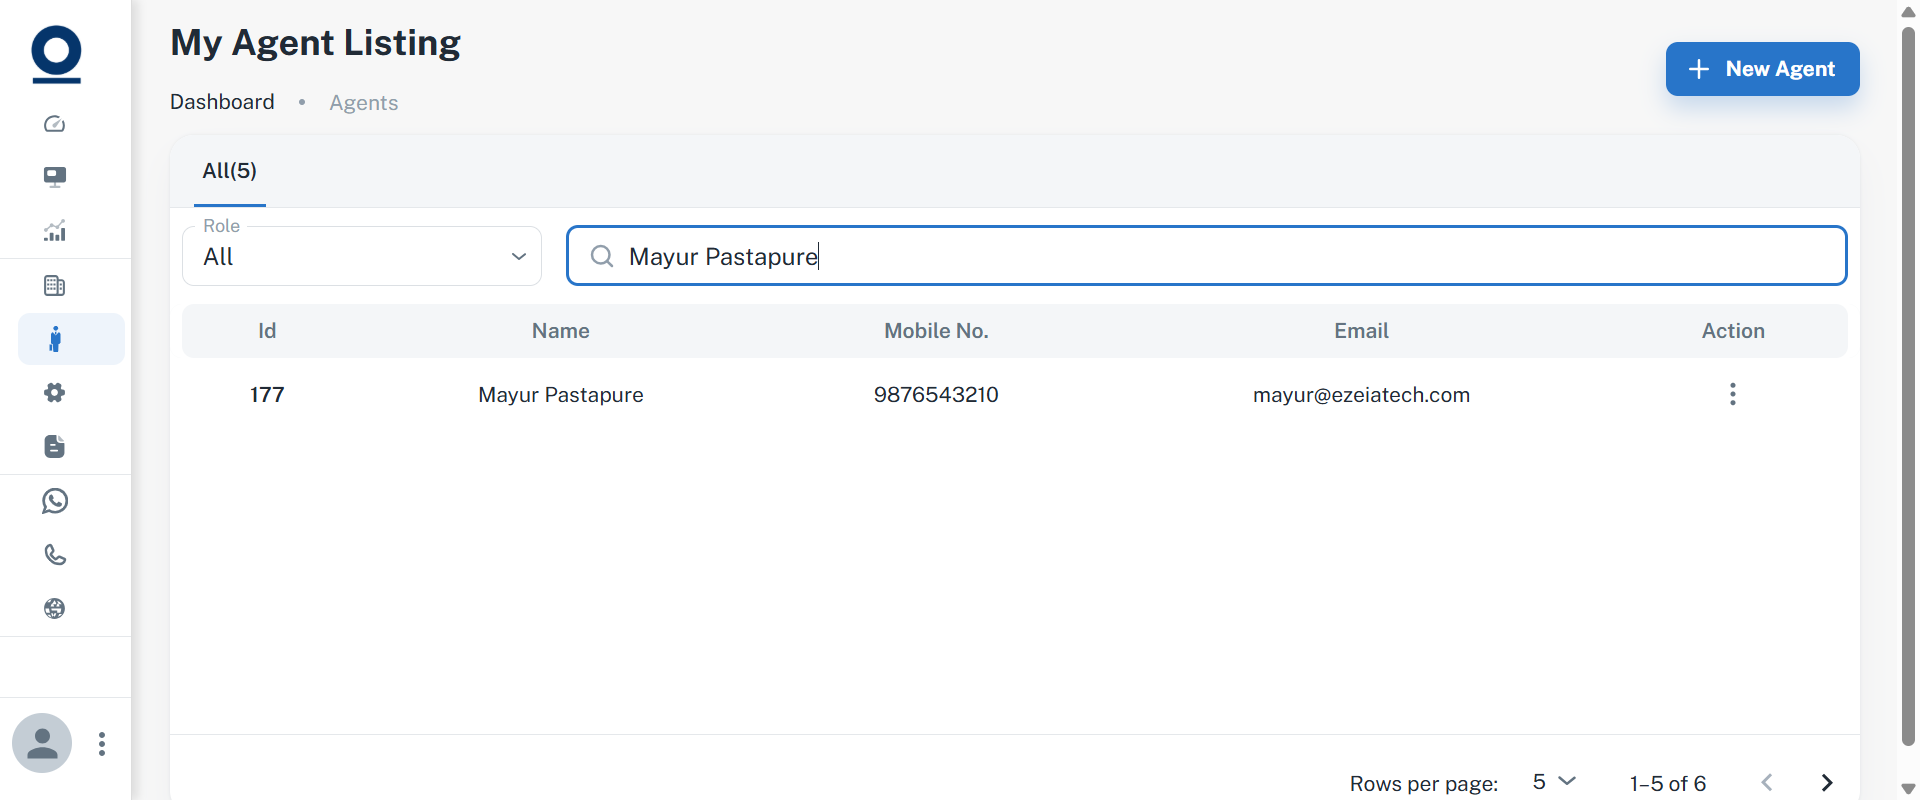 My Agent Listing
Dashboard • Agents
New Agent
All(5)
Role
All
Mayur Pastapure
Id Name Mobile No. Email Action
177 Mayur Pastapure 9876543210 mayur@ezeiatech.com
Rows per page: 5 1–5 of 6